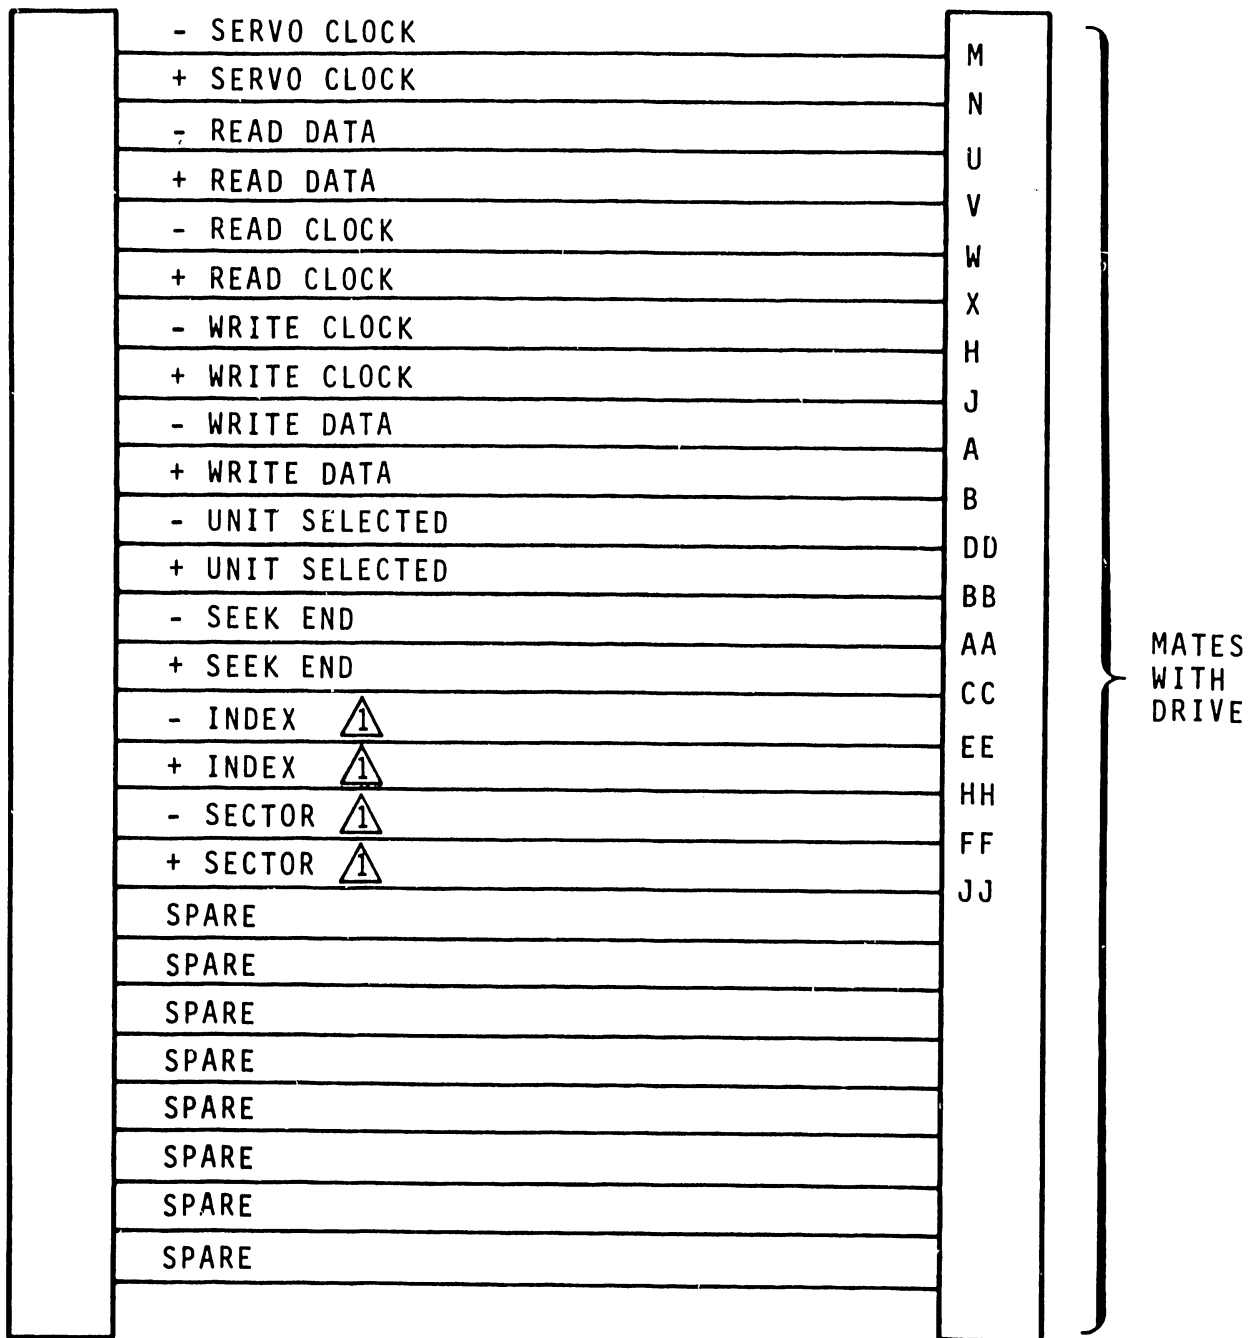 - SERVO CLOCK M
+ SERVO CLOCK N
- READ DATA U
+ READ DATA V
- READ CLOCK W
+ READ CLOCK X
- WRITE CLOCK H
+ WRITE CLOCK J
- WRITE DATA A
+ WRITE DATA B
- UNIT SELECTED DD
+ UNIT SELECTED BB
- SEEK END AA
+ SEEK END CC
- INDEX 1 EE
+ INDEX 1 HH
- SECTOR 1 FF
+ SECTOR 1 JJ
SPARE
SPARE
SPARE
SPARE
SPARE
SPARE
SPARE
SPARE
MATES
WITH
DRIVE